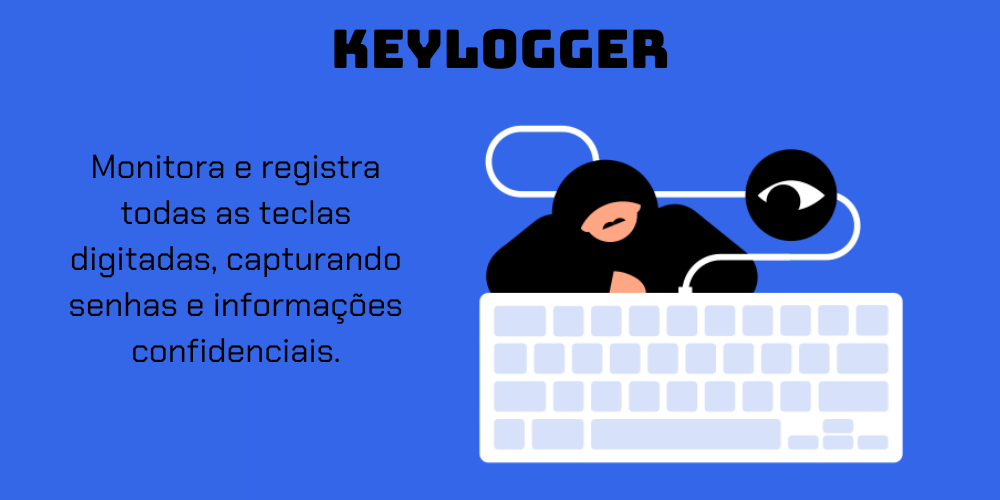 KEYLOGGER
Monitora e registra
todas as teclas
digitadas, capturando
senhas e informações
confidenciais.